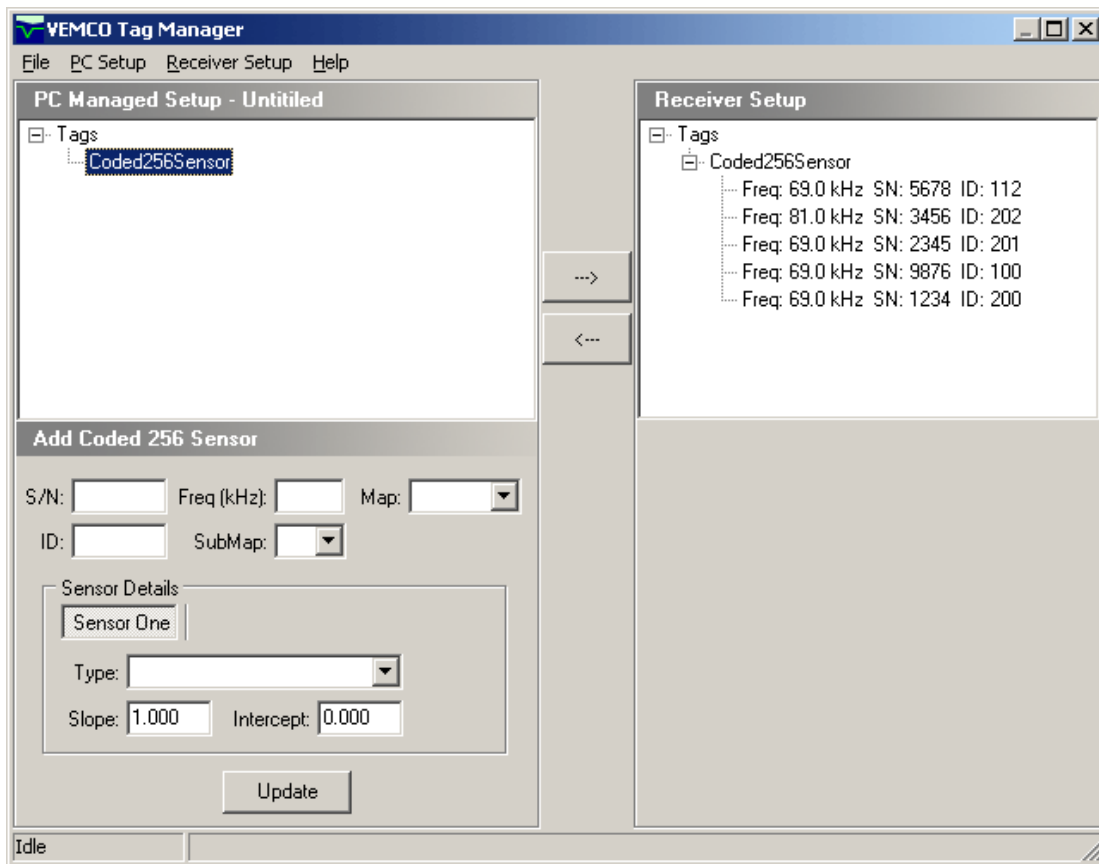 VEMCO Tag Manager
File PC Setup Receiver Setup Help
PC Managed Setup - Untitiled
Tags
Coded256Sensor
--->
<---
Receiver Setup
Tags
Coded256Sensor
Freq: 69.0 kHz SN: 5678 ID: 112
Freq: 81.0 kHz SN: 3456 ID: 202
Freq: 69.0 kHz SN: 2345 ID: 201
Freq: 69.0 kHz SN: 9876 ID: 100
Freq: 69.0 kHz SN: 1234 ID: 200
Add Coded 256 Sensor
S/N: Freq (kHz): Map:
ID: SubMap:
Sensor Details
Sensor One
Type:
Slope: 1.000 Intercept: 0.000
Update
Idle